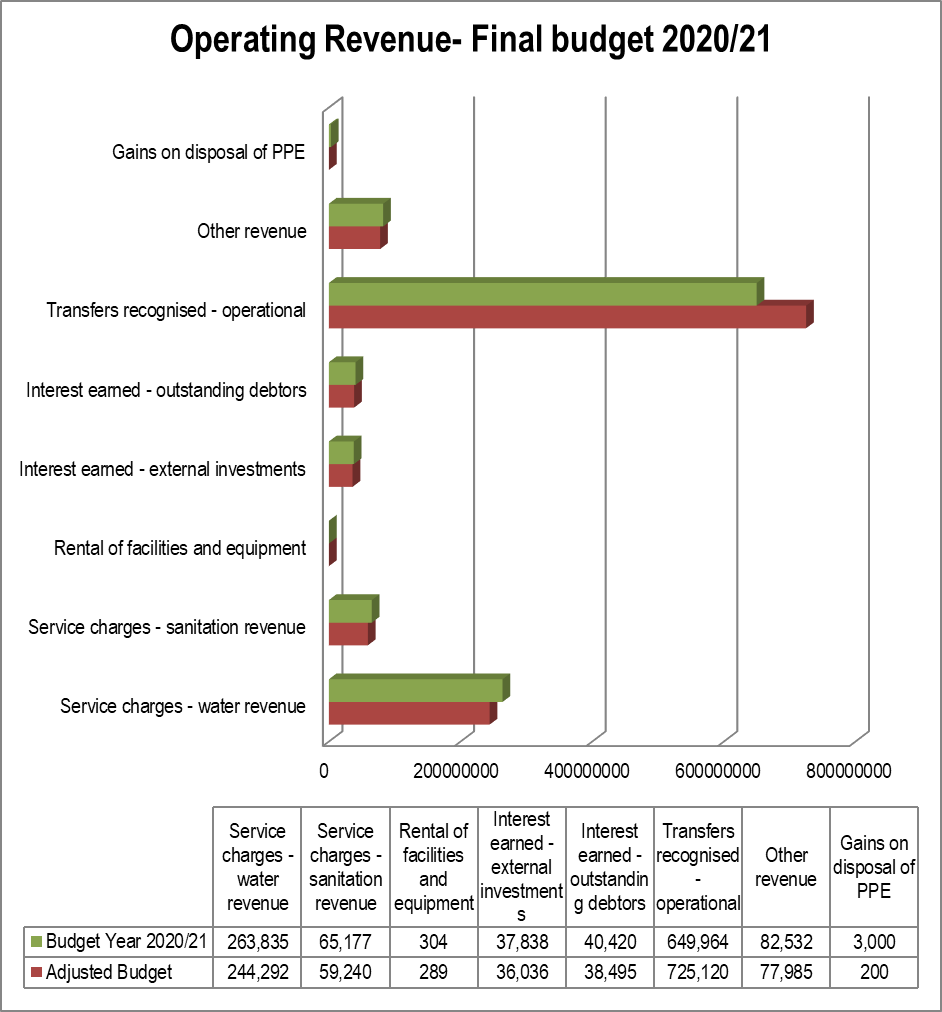 Operating Revenue- Final budget 2020/21
Gains on disposal of PPE
Other revenue
Transfers recognised - operational
Interest earned - outstanding debtors
Interest earned - external investments
Rental of facilities and equipment
Service charges - sanitation revenue
Service charges - water revenue
0 200000000 400000000 600000000 800000000
Service
charges -
water
revenue
Service
charges -
sanitation
revenue
Rental of
facilities
and
equipment
Interest
earned -
external
investment
s
Interest
earned -
outstandin
g debtors
Transfers
recognised
-
operational
Other
revenue
Gains on
disposal of
PPE
Budget Year 2020/21 263,835 65,177 304 37,838 40,420 649,964 82,532 3,000
Adjusted Budget 244,292 59,240 289 36,036 38,495 725,120 77,985 200